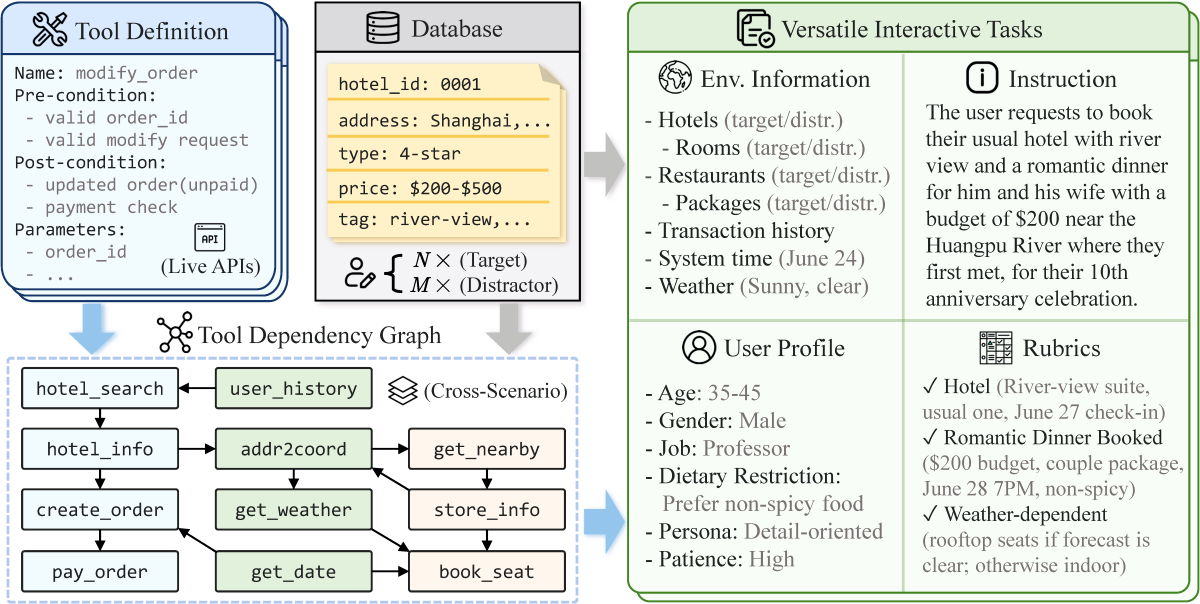 Tool Definition
Name: modify_order
Pre-condition:
- valid order_id
- valid modify request
Post-condition:
- updated order(unpaid)
- payment check
Parameters:
- order_id
- ...
API
(Live APIs)
Database
hotel_id: 0001
address: Shanghai,...
type: 4-star
price: $200-$500
tag: river-view,...
N × (Target)
M × (Distractor)
Tool Dependency Graph
(Cross-Scenario)
hotel_search
user_history
hotel_info
addr2coord
get_nearby
create_order
get_weather
store_info
pay_order
get_date
book_seat
Versatile Interactive Tasks
Env. Information
- Hotels (target/distr.)
- Rooms (target/distr.)
- Restaurants (target/distr.)
- Packages (target/distr.)
- Transaction history
- System time (June 24)
- Weather (Sunny, clear)
Instruction
The user requests to book
their usual hotel with river
view and a romantic dinner
for him and his wife with a
budget of $200 near the
Huangpu River where they
first met, for their 10th
anniversary celebration.
User Profile
- Age: 35-45
- Gender: Male
- Job: Professor
- Dietary Restriction:
Prefer non-spicy food
- Persona: Detail-oriented
- Patience: High
Rubrics
✓ Hotel (River-view suite,
usual one, June 27 check-in)
✓ Romantic Dinner Booked
($200 budget, couple package,
June 28 7PM, non-spicy)
✓ Weather-dependent
(rooftop seats if forecast is
clear; otherwise indoor)